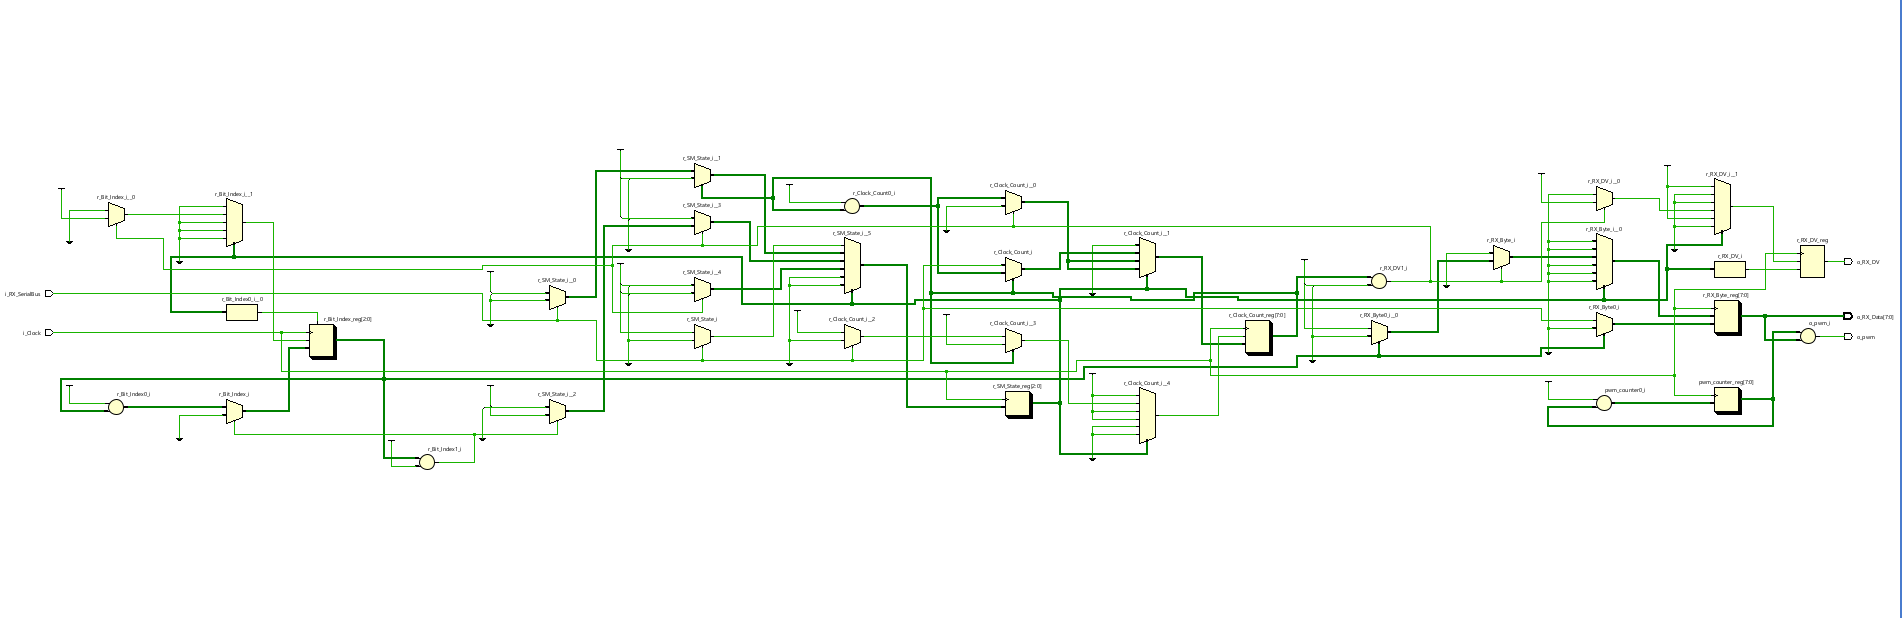 r_SM_State_i__1
r_RX_DV_i__1
r_RX_DV_i__0
r_Clock_Count_i__0
r_Bit_Index_i__1
r_Clock_Count0_i
r_Bit_Index_i__0
r_SM_State_i__3
r_RX_Byte_i__0
r_SM_State_i__5
r_Clock_Count_i__1
r_RX_Byte_i
r_RX_DV_reg
r_Clock_Count_i
r_RX_DV_i
o_RX_DV
r_RX_DV1_i
r_SM_State_i__4
r_SM_State_i__0
i_RX_SerialBus
r_RX_Byte_reg[7:0]
r_Bit_Index0_i__0
r_RX_Byte0_i
r_Clock_Count_reg[7:0]
r_RX_Byte0_i__0
o_RX_Data[7:0]
r_Bit_Index_reg[2:0]
r_SM_State_i
r_Clock_Count_i__2
r_Clock_Count_i__3
o_pwm_i
i_Clock
o_pwm
r_Clock_Count_i__4
r_SM_State_reg[2:0]
pwm_counter_reg[7:0]
pwm_counter0_i
r_Bit_Index0_i
r_Bit_Index_i
r_SM_State_i__2
r_Bit_Index1_i